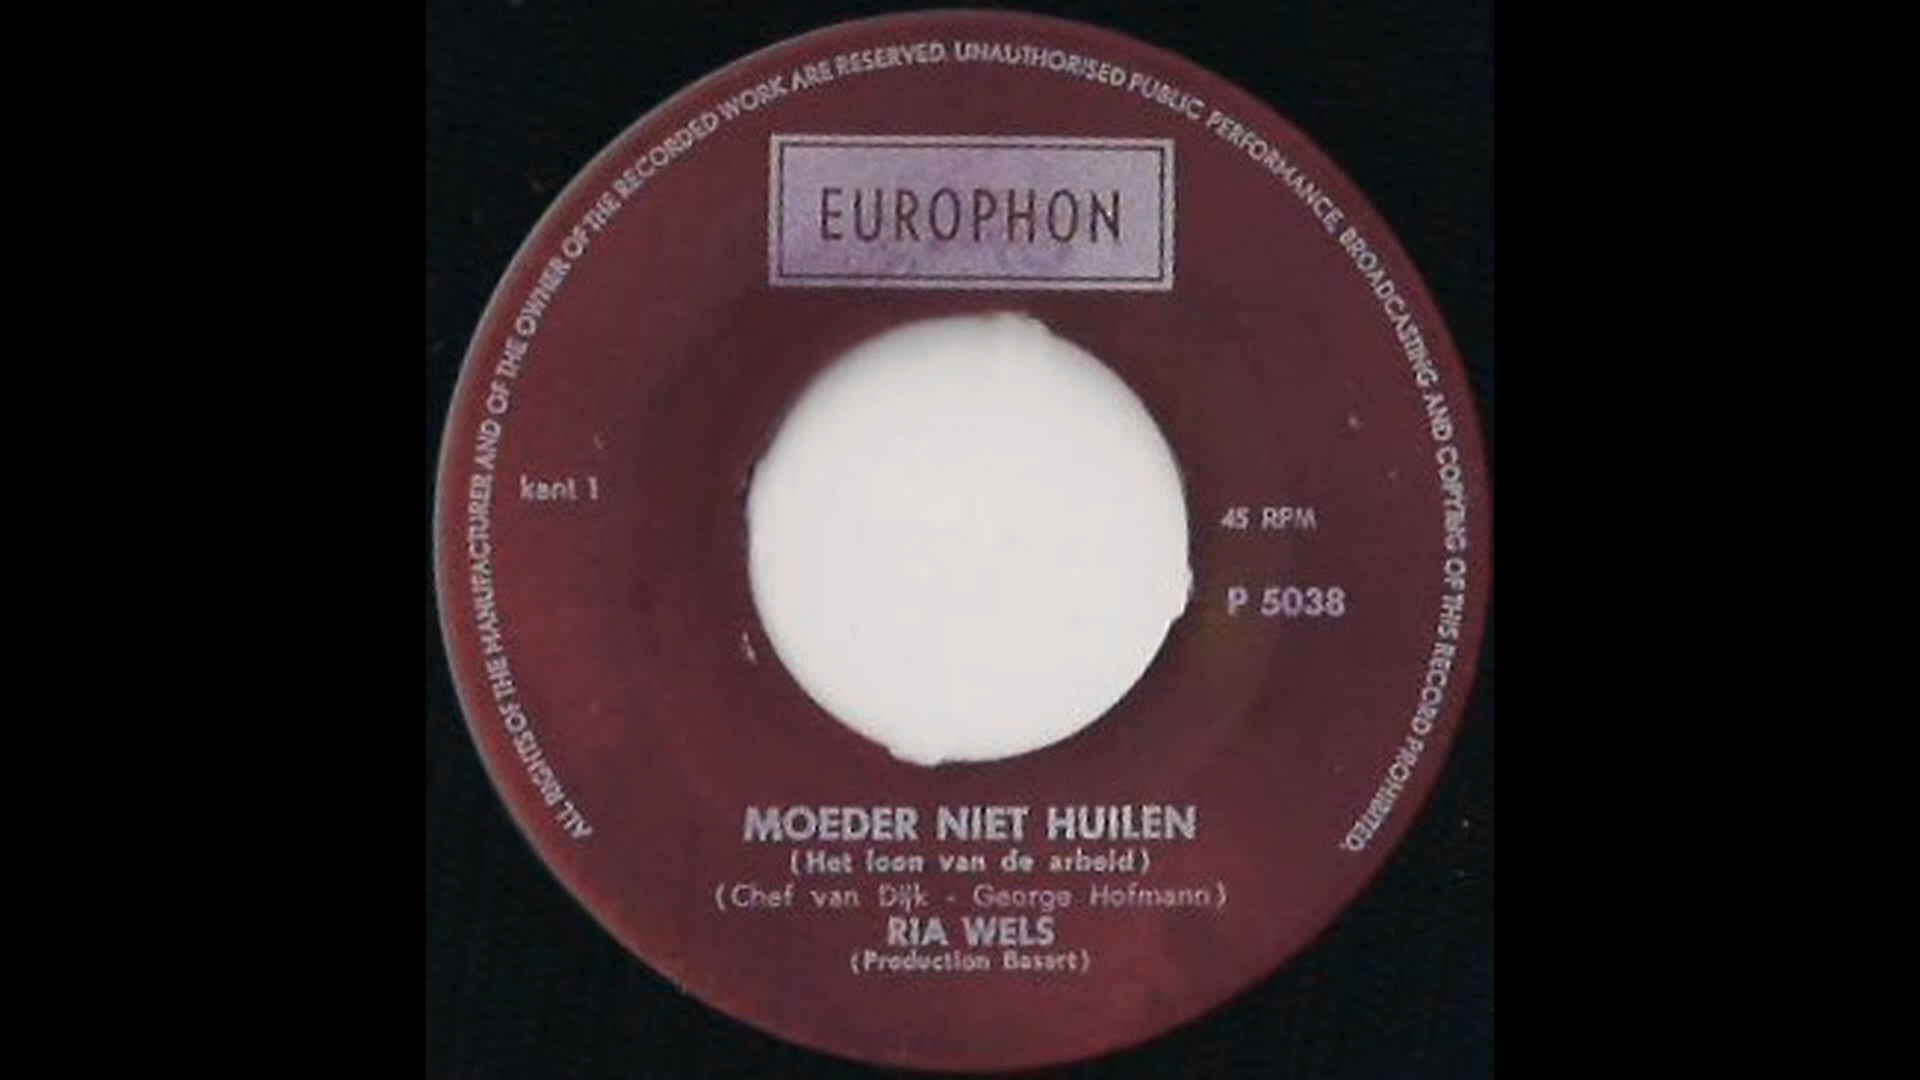 ALL RIGHTS OF THE MANUFACTURER AND OF THE OWNER OF THE RECORDED WORK ARE RESERVED. UNAUTHORISED PUBLIC PERFORMANCE, BROADCASTING AND COPYING OF THIS RECORD PROHIBITED.
EUROPHON
kant 1
45 RPM
P 5038
MOEDER NIET HUILEN
(Het loon van de arbeid)
(Chef van Dijk - George Hofmann)
RIA WELS
(Production Basart)